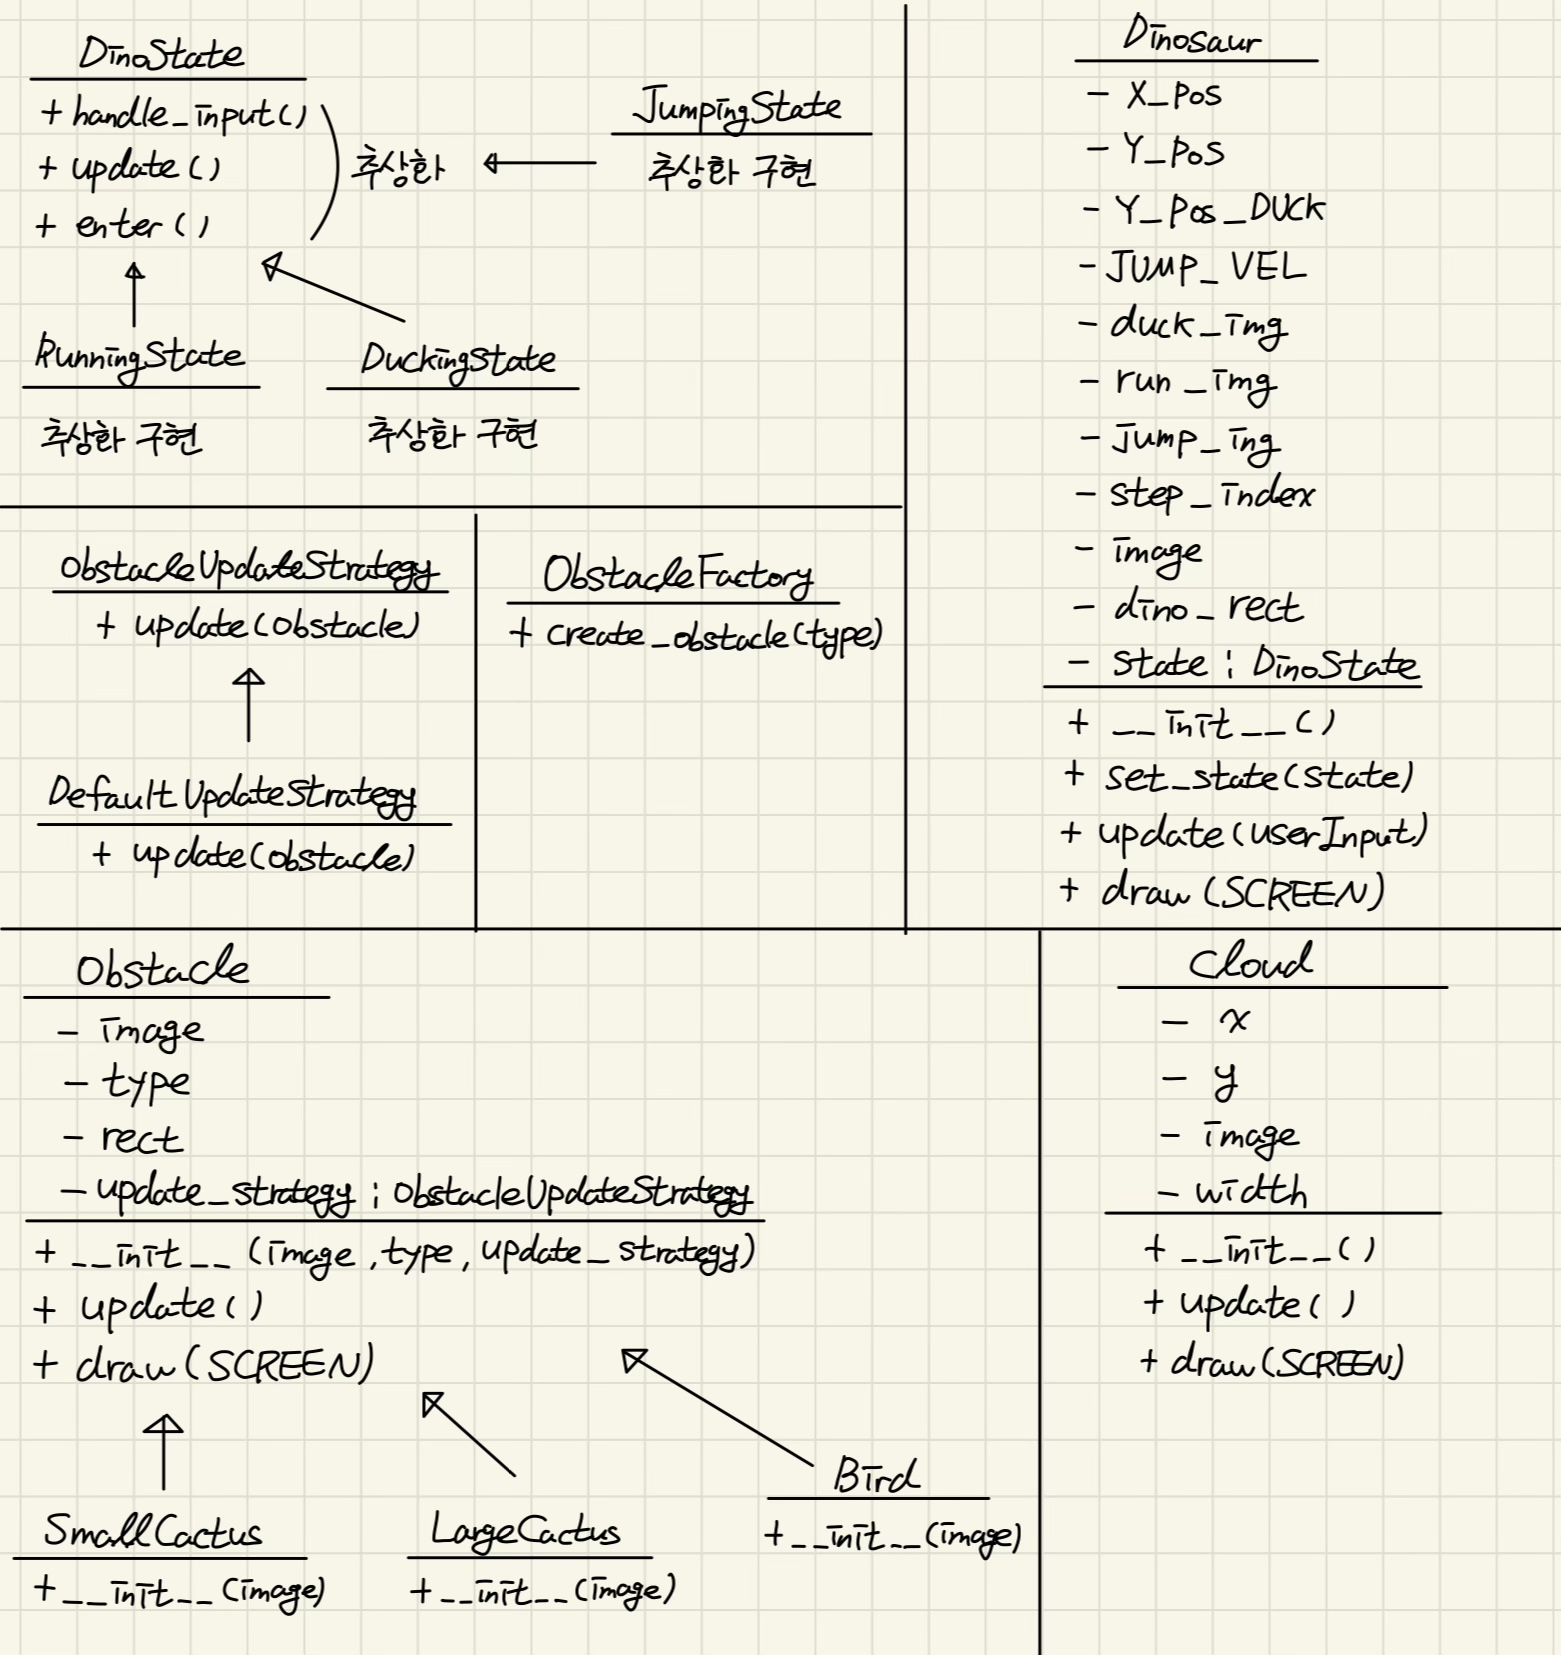 DinoState
+ handle_input()
+ update()
+ enter()
추상화
JumpingState
추상화 구현
RunningState
추상화 구현
DuckingState
추상화 구현
Dinosaur
- X_Pos
- Y_Pos
- Y_Pos_DUCK
- JUMP_VEL
- duck_img
- run_img
- jump_ing
- step_index
- image
- dino_rect
- state : DinoState
+ __init__()
+ set_state(state)
+ update(userInput)
+ draw(SCREEN)
ObstacleUpdateStrategy
+ update(obstacle)
DefaultUpdateStrategy
+ update(obstacle)
ObstacleFactory
+ create_obstacle(type)
Obstacle
- image
- type
- rect
- update_strategy : ObstacleUpdateStrategy
+ __init__(image, type, update_strategy)
+ update()
+ draw(SCREEN)
SmallCactus
+ __init__(image)
LargeCactus
+ __init__(image)
Bird
+ __init__(image)
Cloud
- x
- y
- image
- width
+ __init__()
+ update()
+ draw(SCREEN)